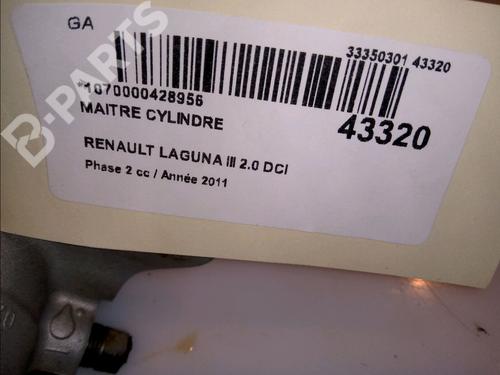 GA
33350301 43320
B-PARTS
*1070000428956
MAITRE CYLINDRE
43320
RENAULT LAGUNA III 2.0 DCI
Phase 2 cc / Année 2011